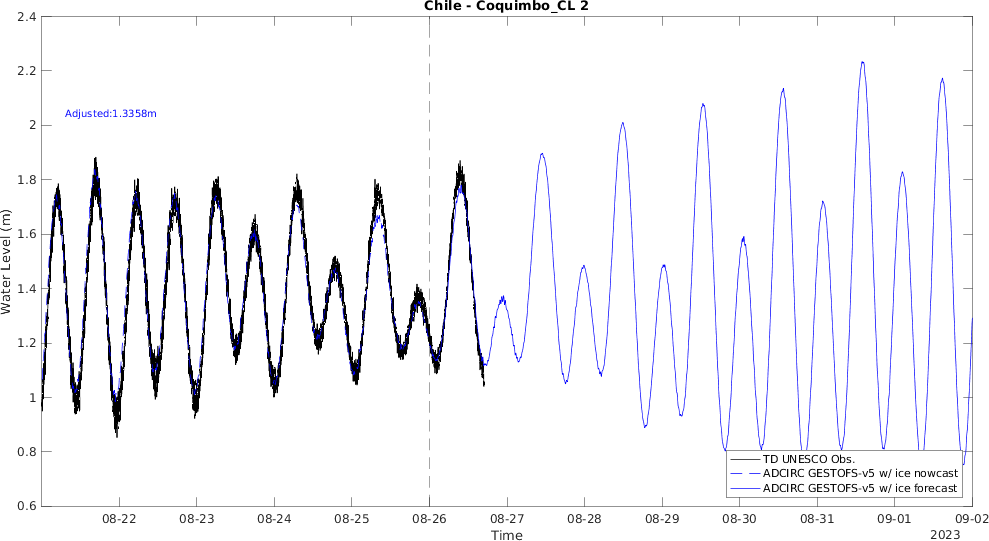 Chile - Coquimbo_CL 2
2.4
2.2
2
1.8
1.6
1.4
1.2
1
0.8
0.6
Water Level (m)
Adjusted:1.3358m
TD UNESCO Obs.
ADCIRC GESTOFS-v5 w/ ice nowcast
ADCIRC GESTOFS-v5 w/ ice forecast
08-22 08-23 08-24 08-25 08-26 08-27 08-28 08-29 08-30 08-31 09-01 09-02
Time
2023